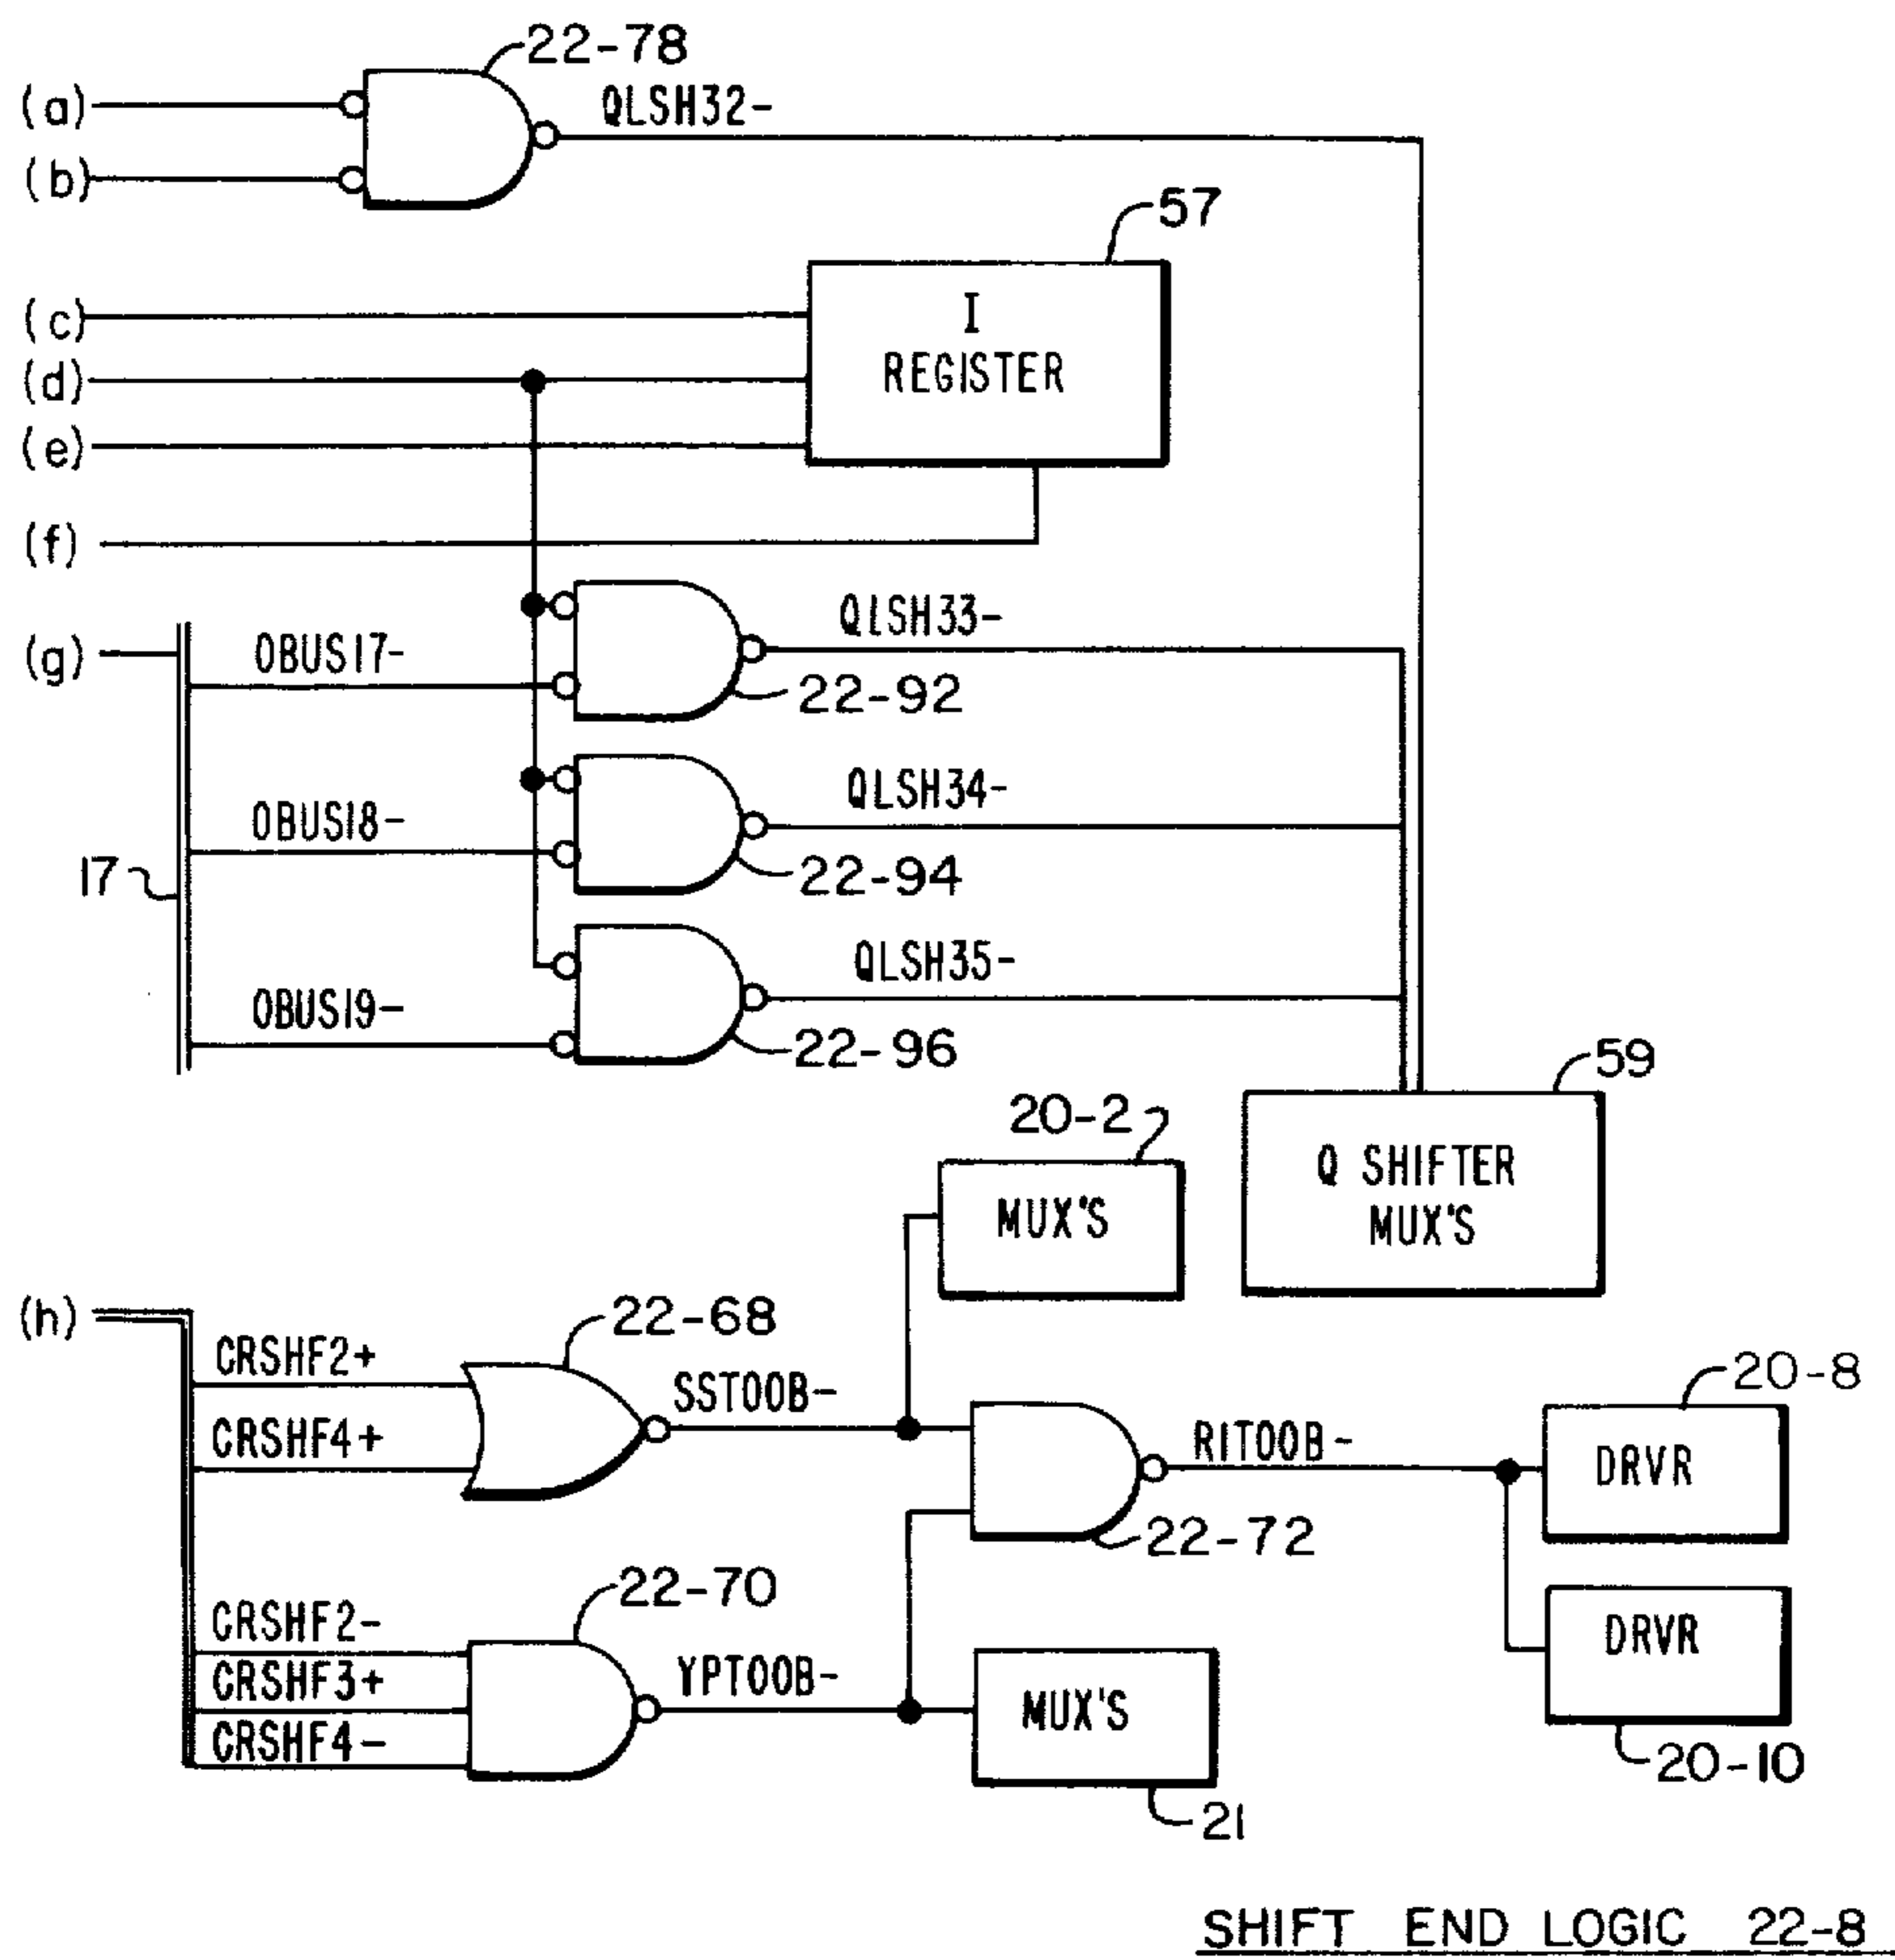 22-78
(a)
QLSH32-
(b)
57
(c)
I
REGISTER
(d)
(e)
(f)
QLSH33-
(g)
OBUS17-
22-92
QLSH34-
OBUS18-
17
22-94
QLSH35-
OBUS19-
22-96
59
20-2
Q SHIFTER
MUX'S
MUX'S
(h)
22-68
CRSHF2+
SST00B-
20-8
CRSHF4+
RIT00B-
DRVR
22-72
22-70
CRSHF2-
DRVR
CRSHF3+
YPT00B-
MUX'S
CRSHF4-
20-10
21
SHIFT END LOGIC 22-8